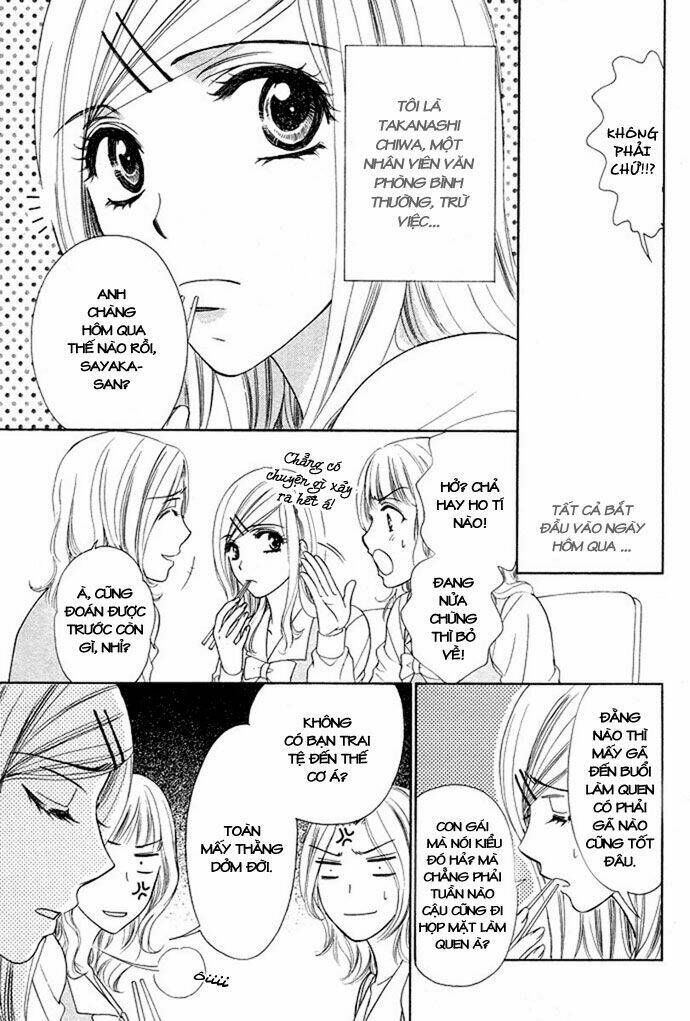 KHÔNG
PHẢI
CHỨ!!?
TÔI LÀ
TAKANASHI
CHIWA, MỘT
NHÂN VIÊN VĂN
PHÒNG BÌNH
THƯỜNG, TRỪ
VIỆC...
ANH
CHÀNG
HÔM QUA
THẾ NÀO RỒI,
SAYAKA-
SAN?
TẤT CẢ BẮT
ĐẦU VÀO NGÀY
HÔM QUA ...
HỞ? CHẢ
HAY HO TÍ
NÀO!
ĐANG
NỬA
CHỪNG
THÌ BỎ
VỀ!
Chẳng có
chuyện gì xảy
ra hết á!
À, CŨNG
ĐOÁN ĐƯỢC
TRƯỚC CÒN
GÌ, NHỈ?
ĐẰNG
NÀO THÌ
MẤY GÃ
ĐẾN BUỔI
LÀM QUEN
CÓ PHẢI
GÃ NÀO
CŨNG TỐT
ĐÂU.
CON GÁI
MÀ NÓI KIỂU
ĐÓ HẢ? MÀ
CHẲNG PHẢI
TUẦN NÀO
CẬU CŨNG ĐI
HỌP MẶT LÀM
QUEN À?
KHÔNG
CÓ BẠN TRAI
TỆ ĐẾN THẾ
CƠ Á?
TOÀN
MẤY THẰNG
DỞM ĐỜI.
Ôiiii